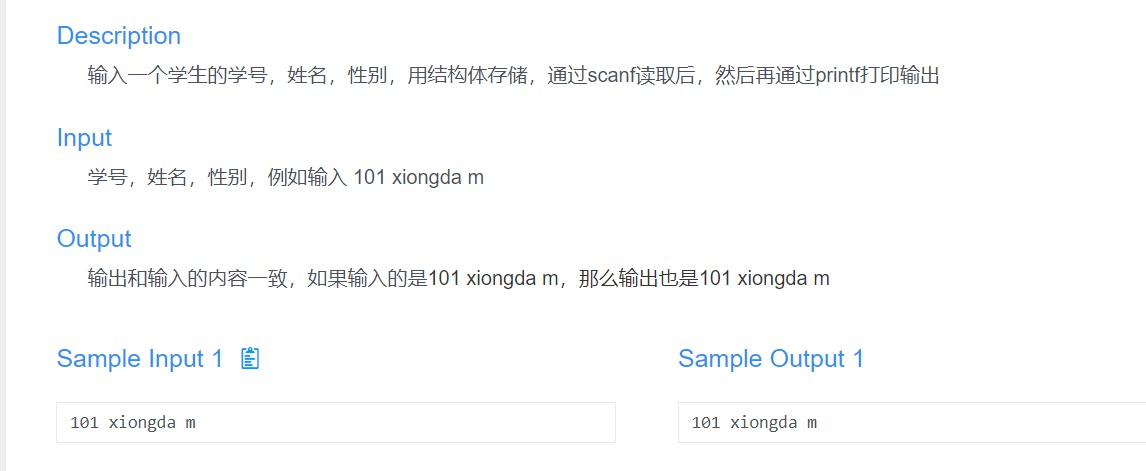 Description
输入一个学生的学号，姓名，性别，用结构体存储，通过scanf读取后，然后再通过printf打印输出
Input
学号，姓名，性别，例如输入 101 xiongda m
Output
输出和输入的内容一致，如果输入的是101 xiongda m，那么输出也是101 xiongda m
Sample Input 1
Sample Output 1
101 xiongda m
101 xiongda m